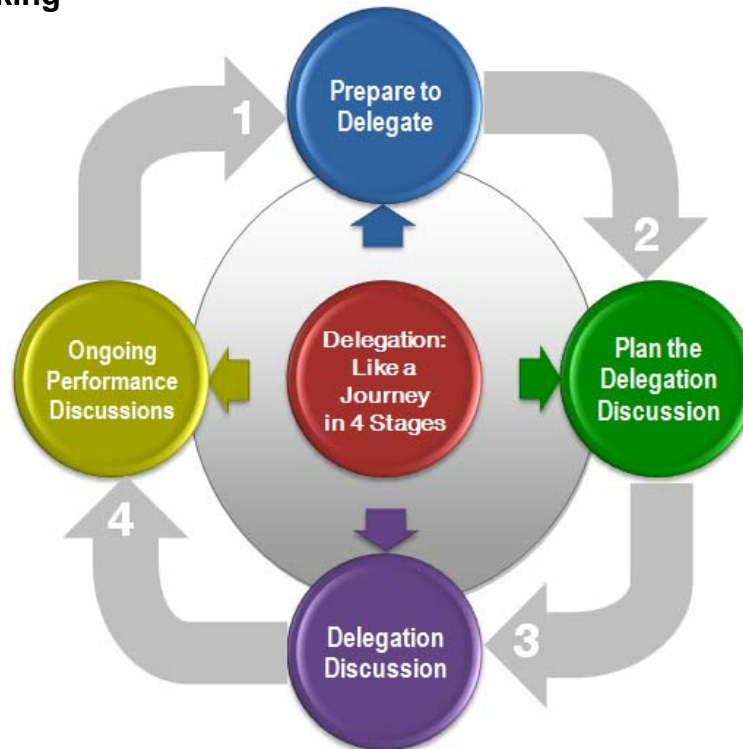 1
Prepare to
Delegate
2
Ongoing
Performance
Discussions
Delegation:
Like a
Journey
in 4 Stages
Plan the
Delegation
Discussion
4
Delegation
Discussion
3